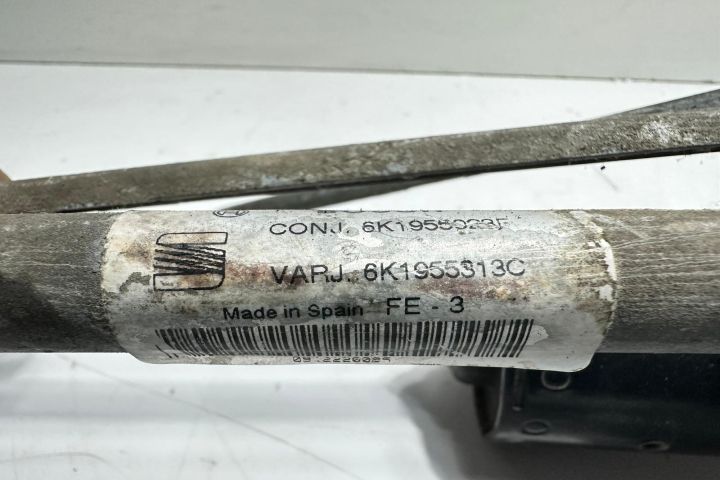 CONJ. 6K1955023F
VARJ. 6K1955313C
Made in Spain FE - 3